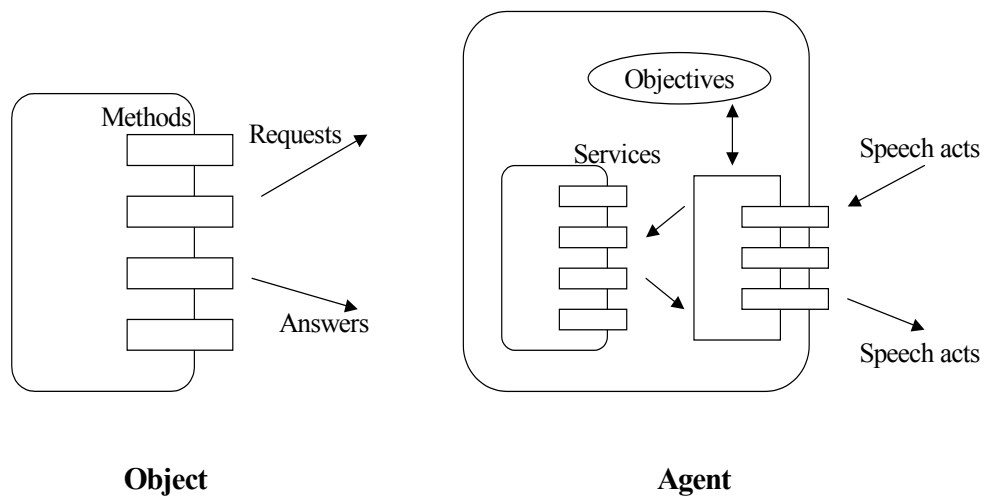 Methods
Requests
Answers
Object
Objectives
Services
Speech acts
Speech acts
Agent